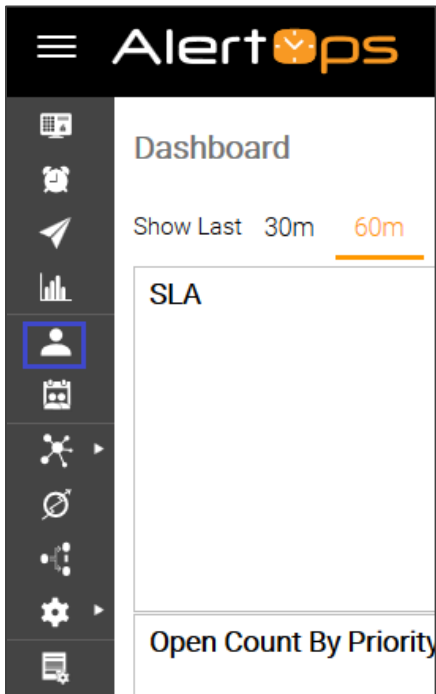 AlertOps
Dashboard
Show Last 30m 60m
SLA
Open Count By Priority